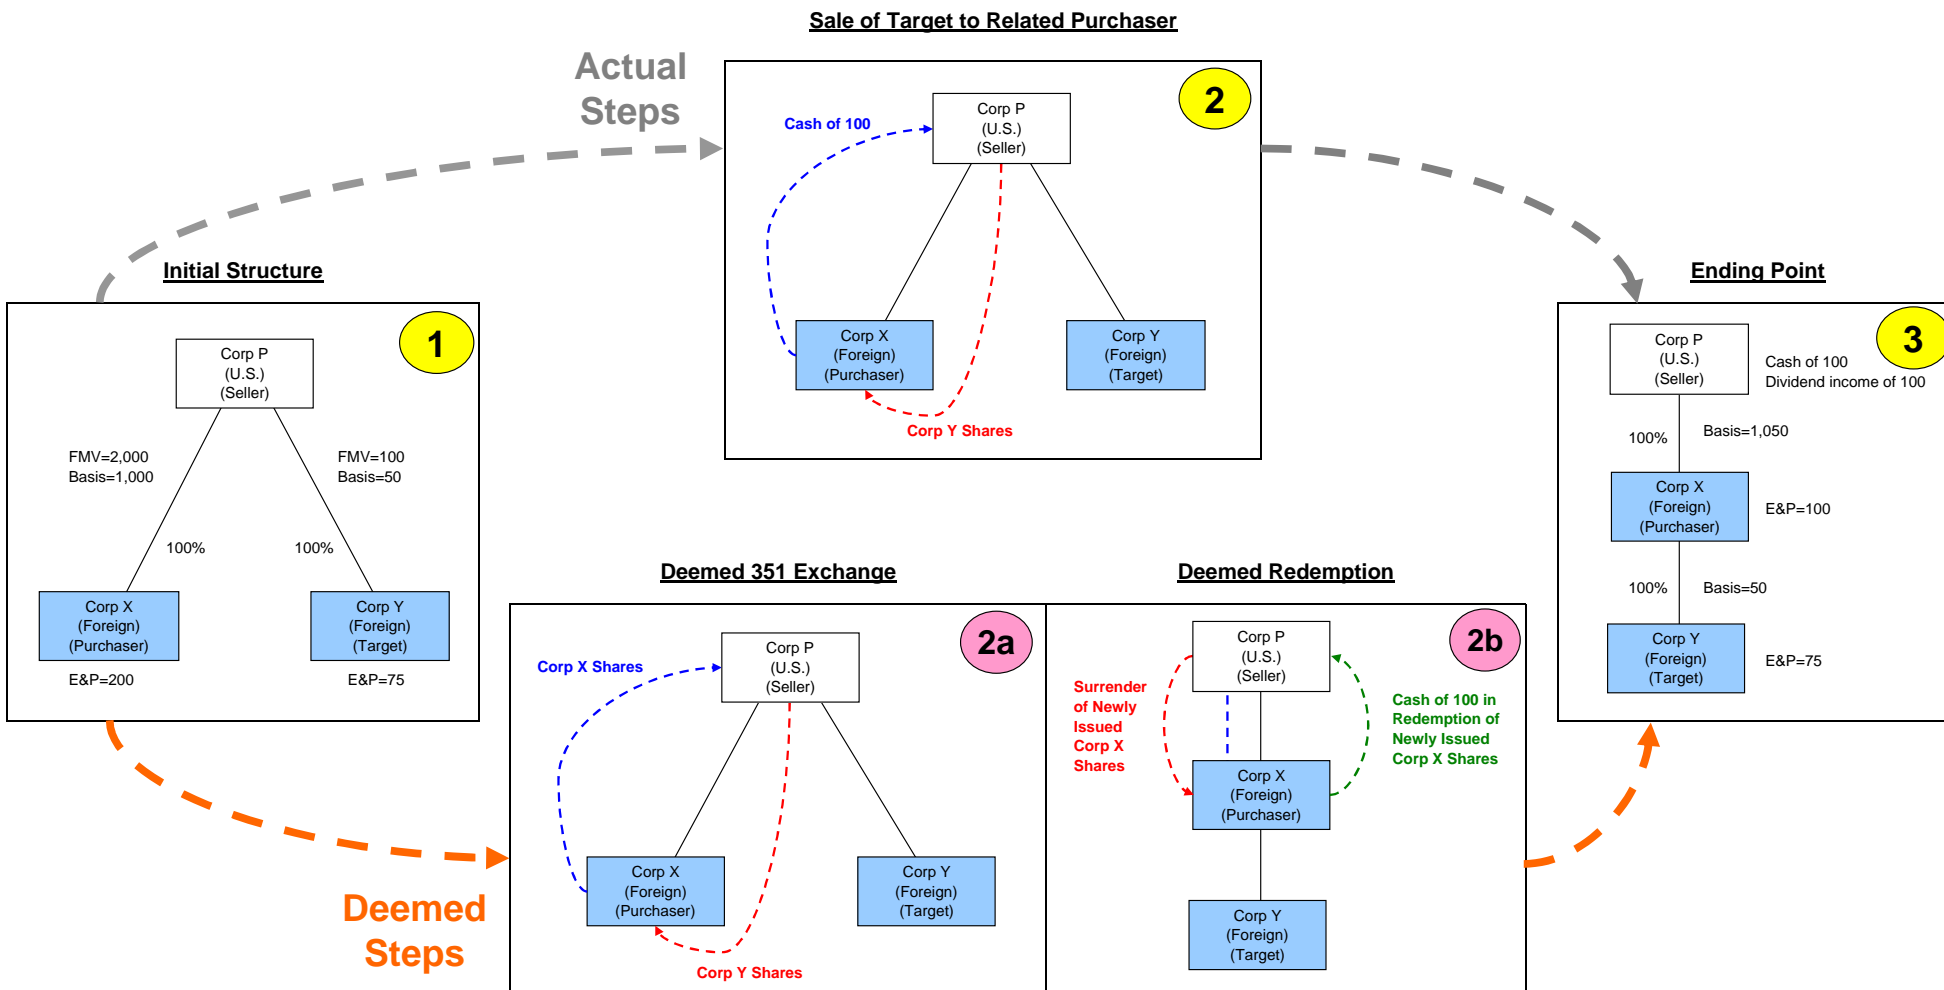 Sale of Target to Related Purchaser
Actual
Steps
2
Corp P
(U.S.)
(Seller)
Cash of 100
Corp X
(Foreign)
(Purchaser)
Corp Y
(Foreign)
(Target)
Corp Y Shares
Initial Structure
1
Corp P
(U.S.)
(Seller)
FMV=2,000
Basis=1,000
FMV=100
Basis=50
100%
100%
Corp X
(Foreign)
(Purchaser)
Corp Y
(Foreign)
(Target)
E&P=200
E&P=75
Deemed
Steps
Deemed 351 Exchange
2a
Corp P
(U.S.)
(Seller)
Corp X Shares
Corp X
(Foreign)
(Purchaser)
Corp Y
(Foreign)
(Target)
Corp Y Shares
Deemed Redemption
2b
Corp P
(U.S.)
(Seller)
Surrender
of Newly
Issued
Corp X
Shares
Cash of 100 in
Redemption of
Newly Issued
Corp X Shares
Corp X
(Foreign)
(Purchaser)
Corp Y
(Foreign)
(Target)
Ending Point
3
Corp P
(U.S.)
(Seller)
Cash of 100
Dividend income of 100
100%
Basis=1,050
Corp X
(Foreign)
(Purchaser)
E&P=100
100%
Basis=50
Corp Y
(Foreign)
(Target)
E&P=75